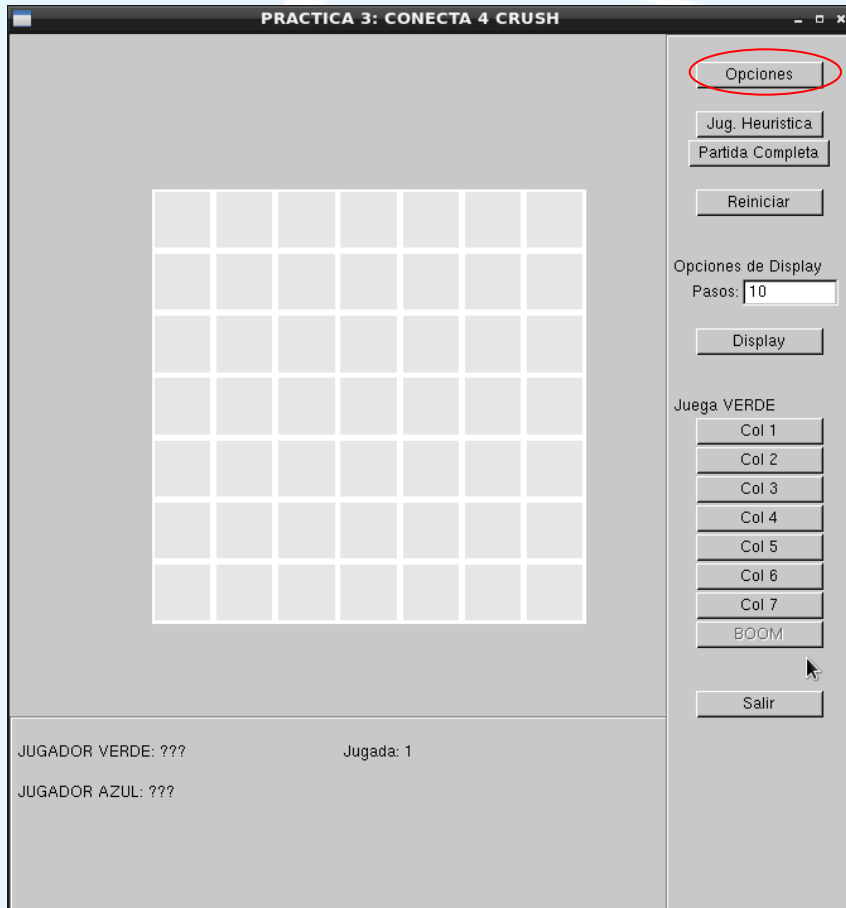 PRACTICA 3: CONECTA 4 CRUSH
Opciones
Jug. Heuristica
Partida Completa
Reiniciar
Opciones de Display
Pasos: 10
Display
Juega VERDE
Col 1
Col 2
Col 3
Col 4
Col 5
Col 6
Col 7
BOOM
Salir
JUGADOR VERDE: ??? Jugada: 1
JUGADOR AZUL: ???